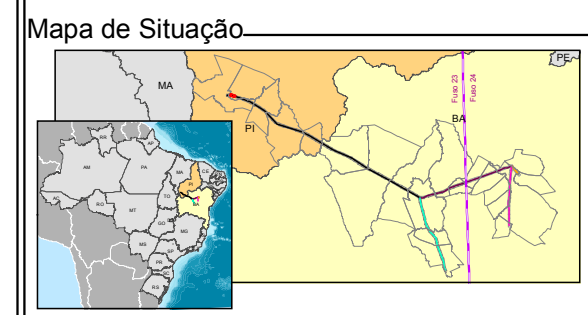 Mapa de Situação
PE
MA
PI
BA
Fuso 23
Fuso 24
RR
AP
AM
PA
MA
CE
PI
AC
RO
TO
BA
MT
GO
MG
MS
SP
PR
SC
RS